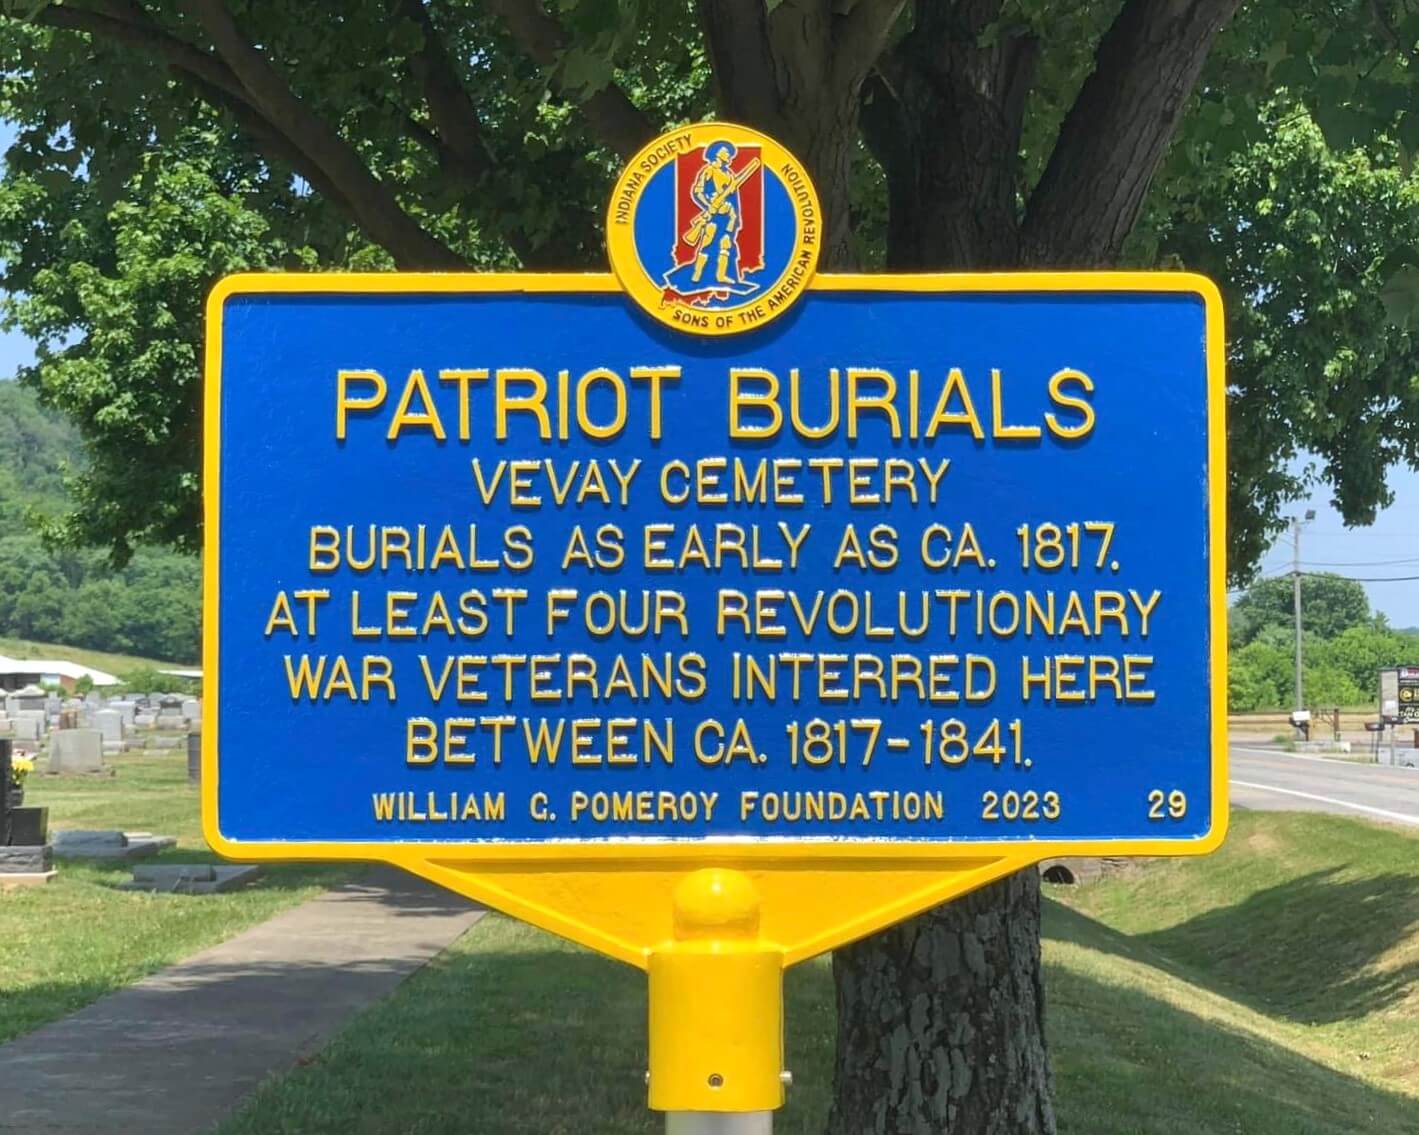 INDIANA SOCIETY
SONS OF THE AMERICAN REVOLUTION
PATRIOT BURIALS
VEVAY CEMETERY
BURIALS AS EARLY AS CA. 1817.
AT LEAST FOUR REVOLUTIONARY
WAR VETERANS INTERRED HERE
BETWEEN CA. 1817-1841.
WILLIAM G. POMEROY FOUNDATION 2023 29